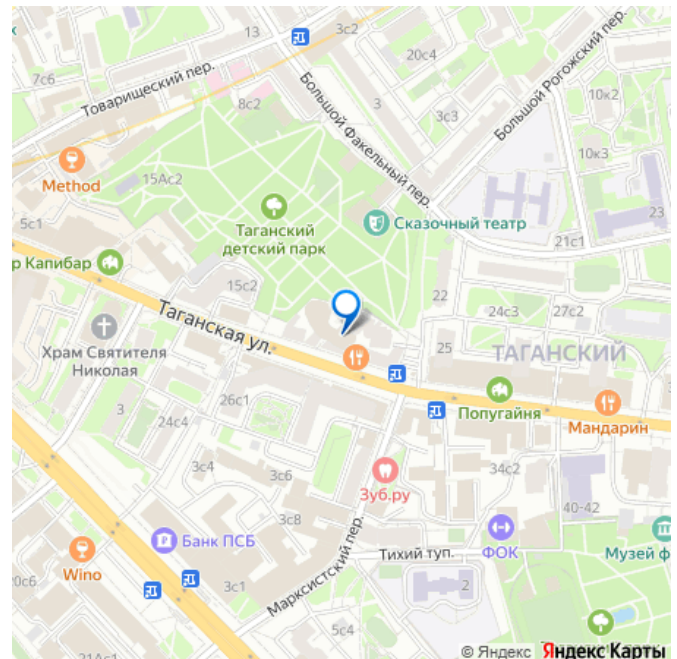 13
3с2
7с6
Товарищеский пер.
8с2
20с4
3
3с3
Большой Факельный пер.
Большой Рогожский пер.
10к2
10к3
Method
15Ас2
Таганский
детский парк
Сказочный театр
23
5с1
21с1
р Капибар
15с2
22
24с3
27с2
Таганская ул.
Храм Святителя
Николая
25
ТАГАНСКИЙ
3
26с1
24с4
Попугайня
Мандарин
3с4
3с6
Зуб.ру
34с2
3с8
40-42
Банк ПСБ
ФОК
Музей ф
Wino
20с6
Марксистский пер.
Тихий туп.
3с1
2
5с4
21Ас1
© Яндекс Яндекс Карты